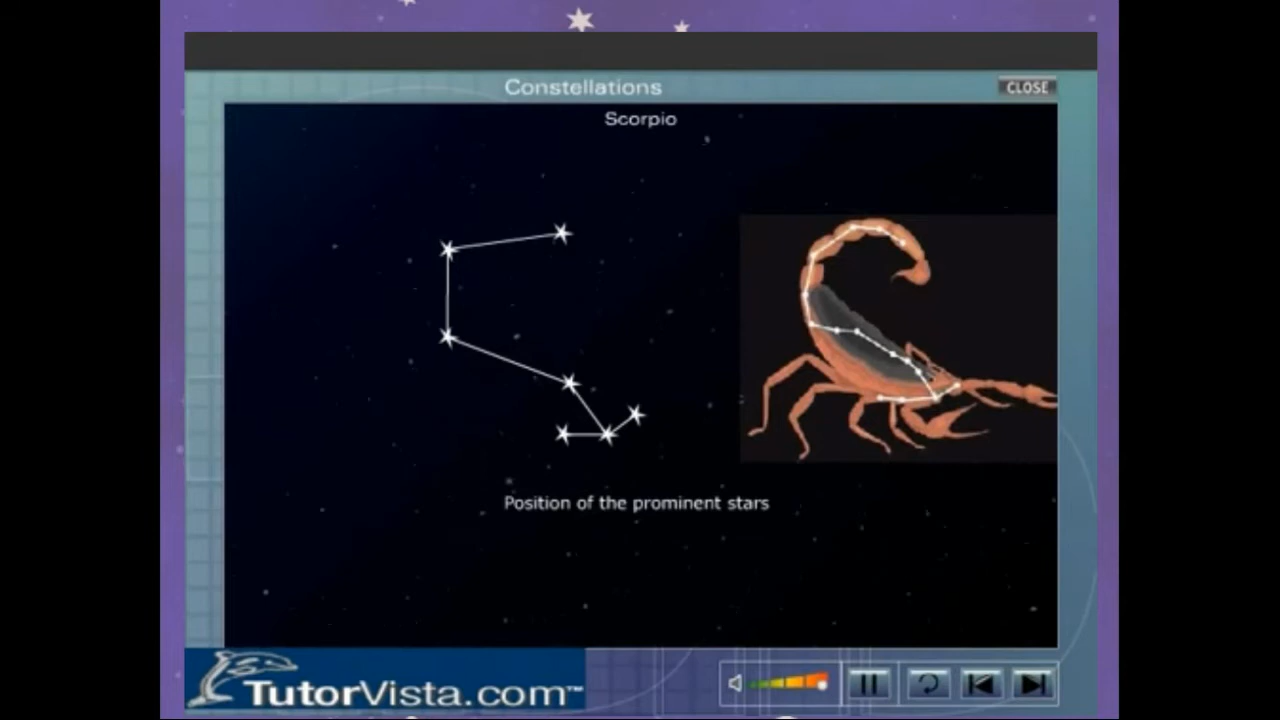 Constellations
CLOSE
Scorpio
Position of the prominent stars
TutorVista.com™